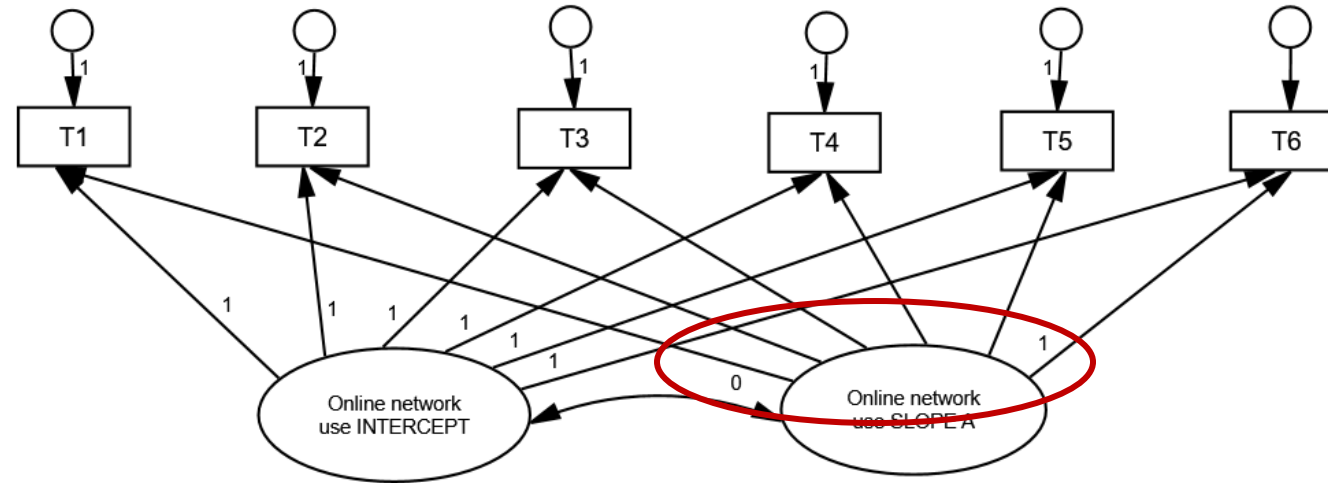 1
1
1
1
1
T1
T2
T3
T4
T5
T6
1
1
1
1
1
1
0
1
Online network
use INTERCEPT
Online network
use SLOPE A